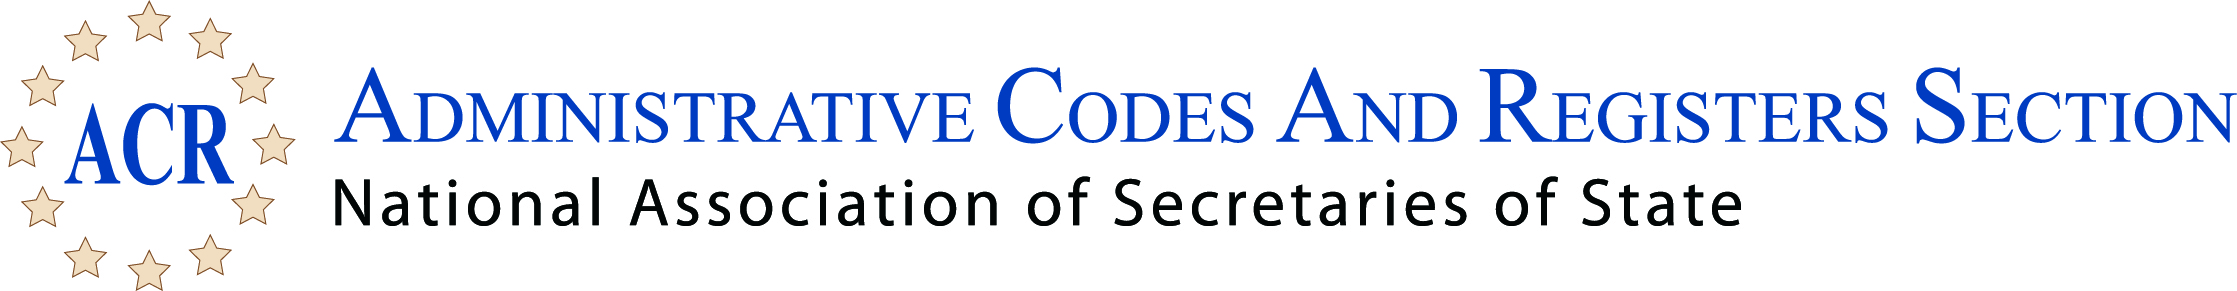 ACR
Administrative Codes And Registers Section
National Association of Secretaries of State